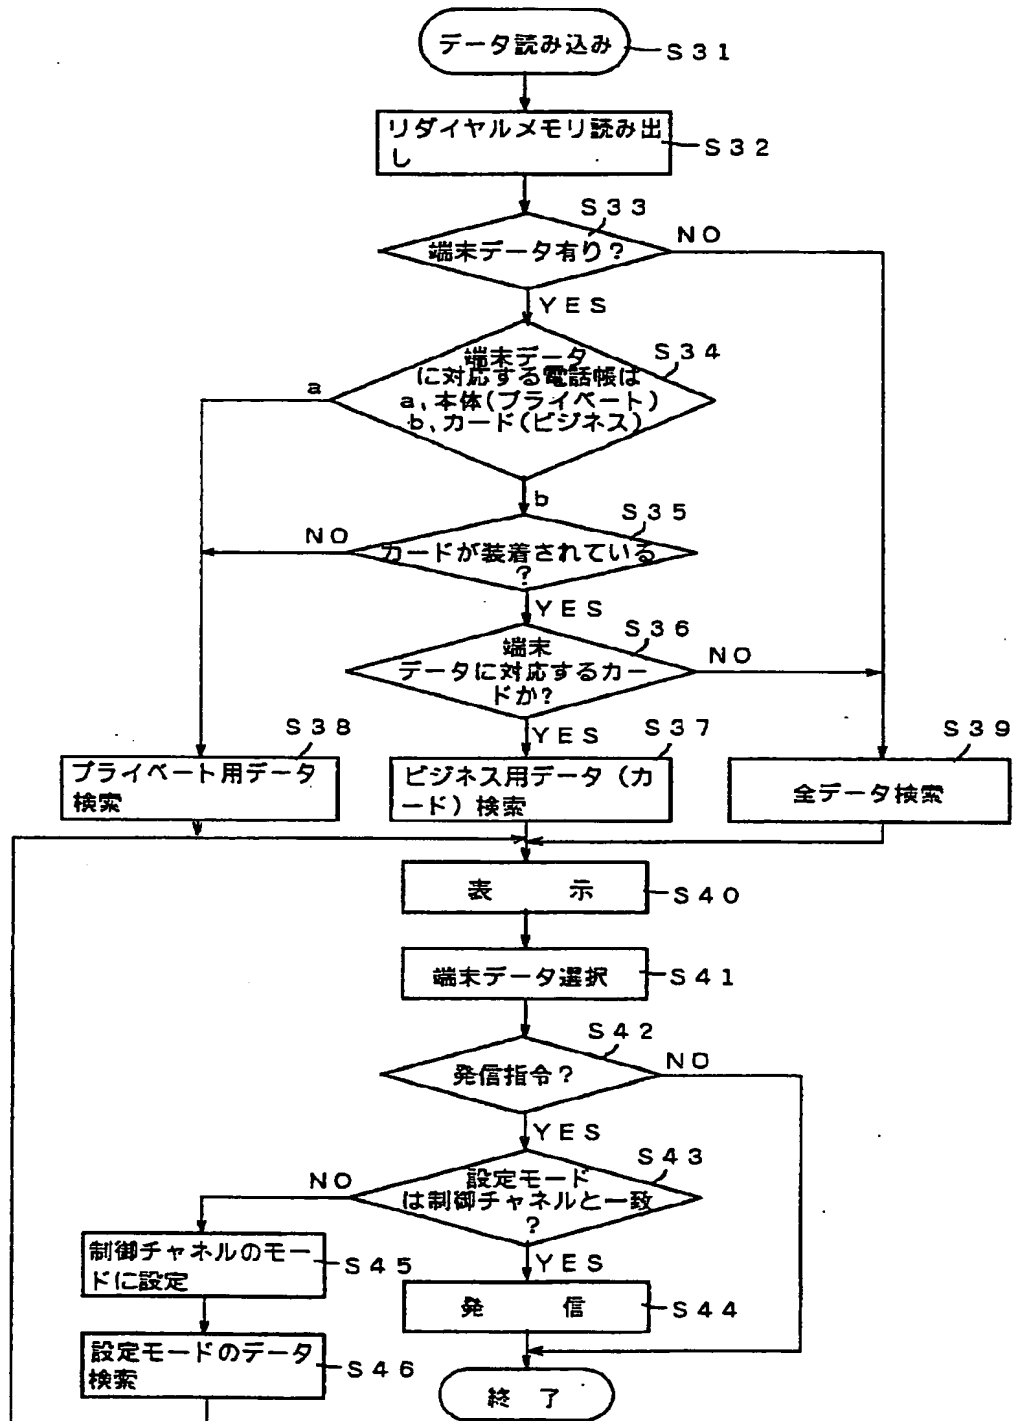 データ読み込み
S31
リダイヤルメモリ読み出
し
S32
S33
端末データ有り？
NO
YES
S34
端末データ
に対応する電話帳は
a、本体（プライベート）
b、カード（ビジネス）
a
b
S35
カードが装着されている
？
NO
YES
S36
端末
データに対応するカー
ドか？
NO
YES
S38
プライベート用データ
検索
S37
ビジネス用データ（カ
ード）検索
S39
全データ検索
表　示
S40
端末データ選択
S41
S42
発信指令？
NO
YES
S43
設定モード
は制御チャネルと一致
？
NO
YES
制御チャネルのモー
ドに設定
S45
発　信
S44
設定モードのデータ
検索
S46
終了